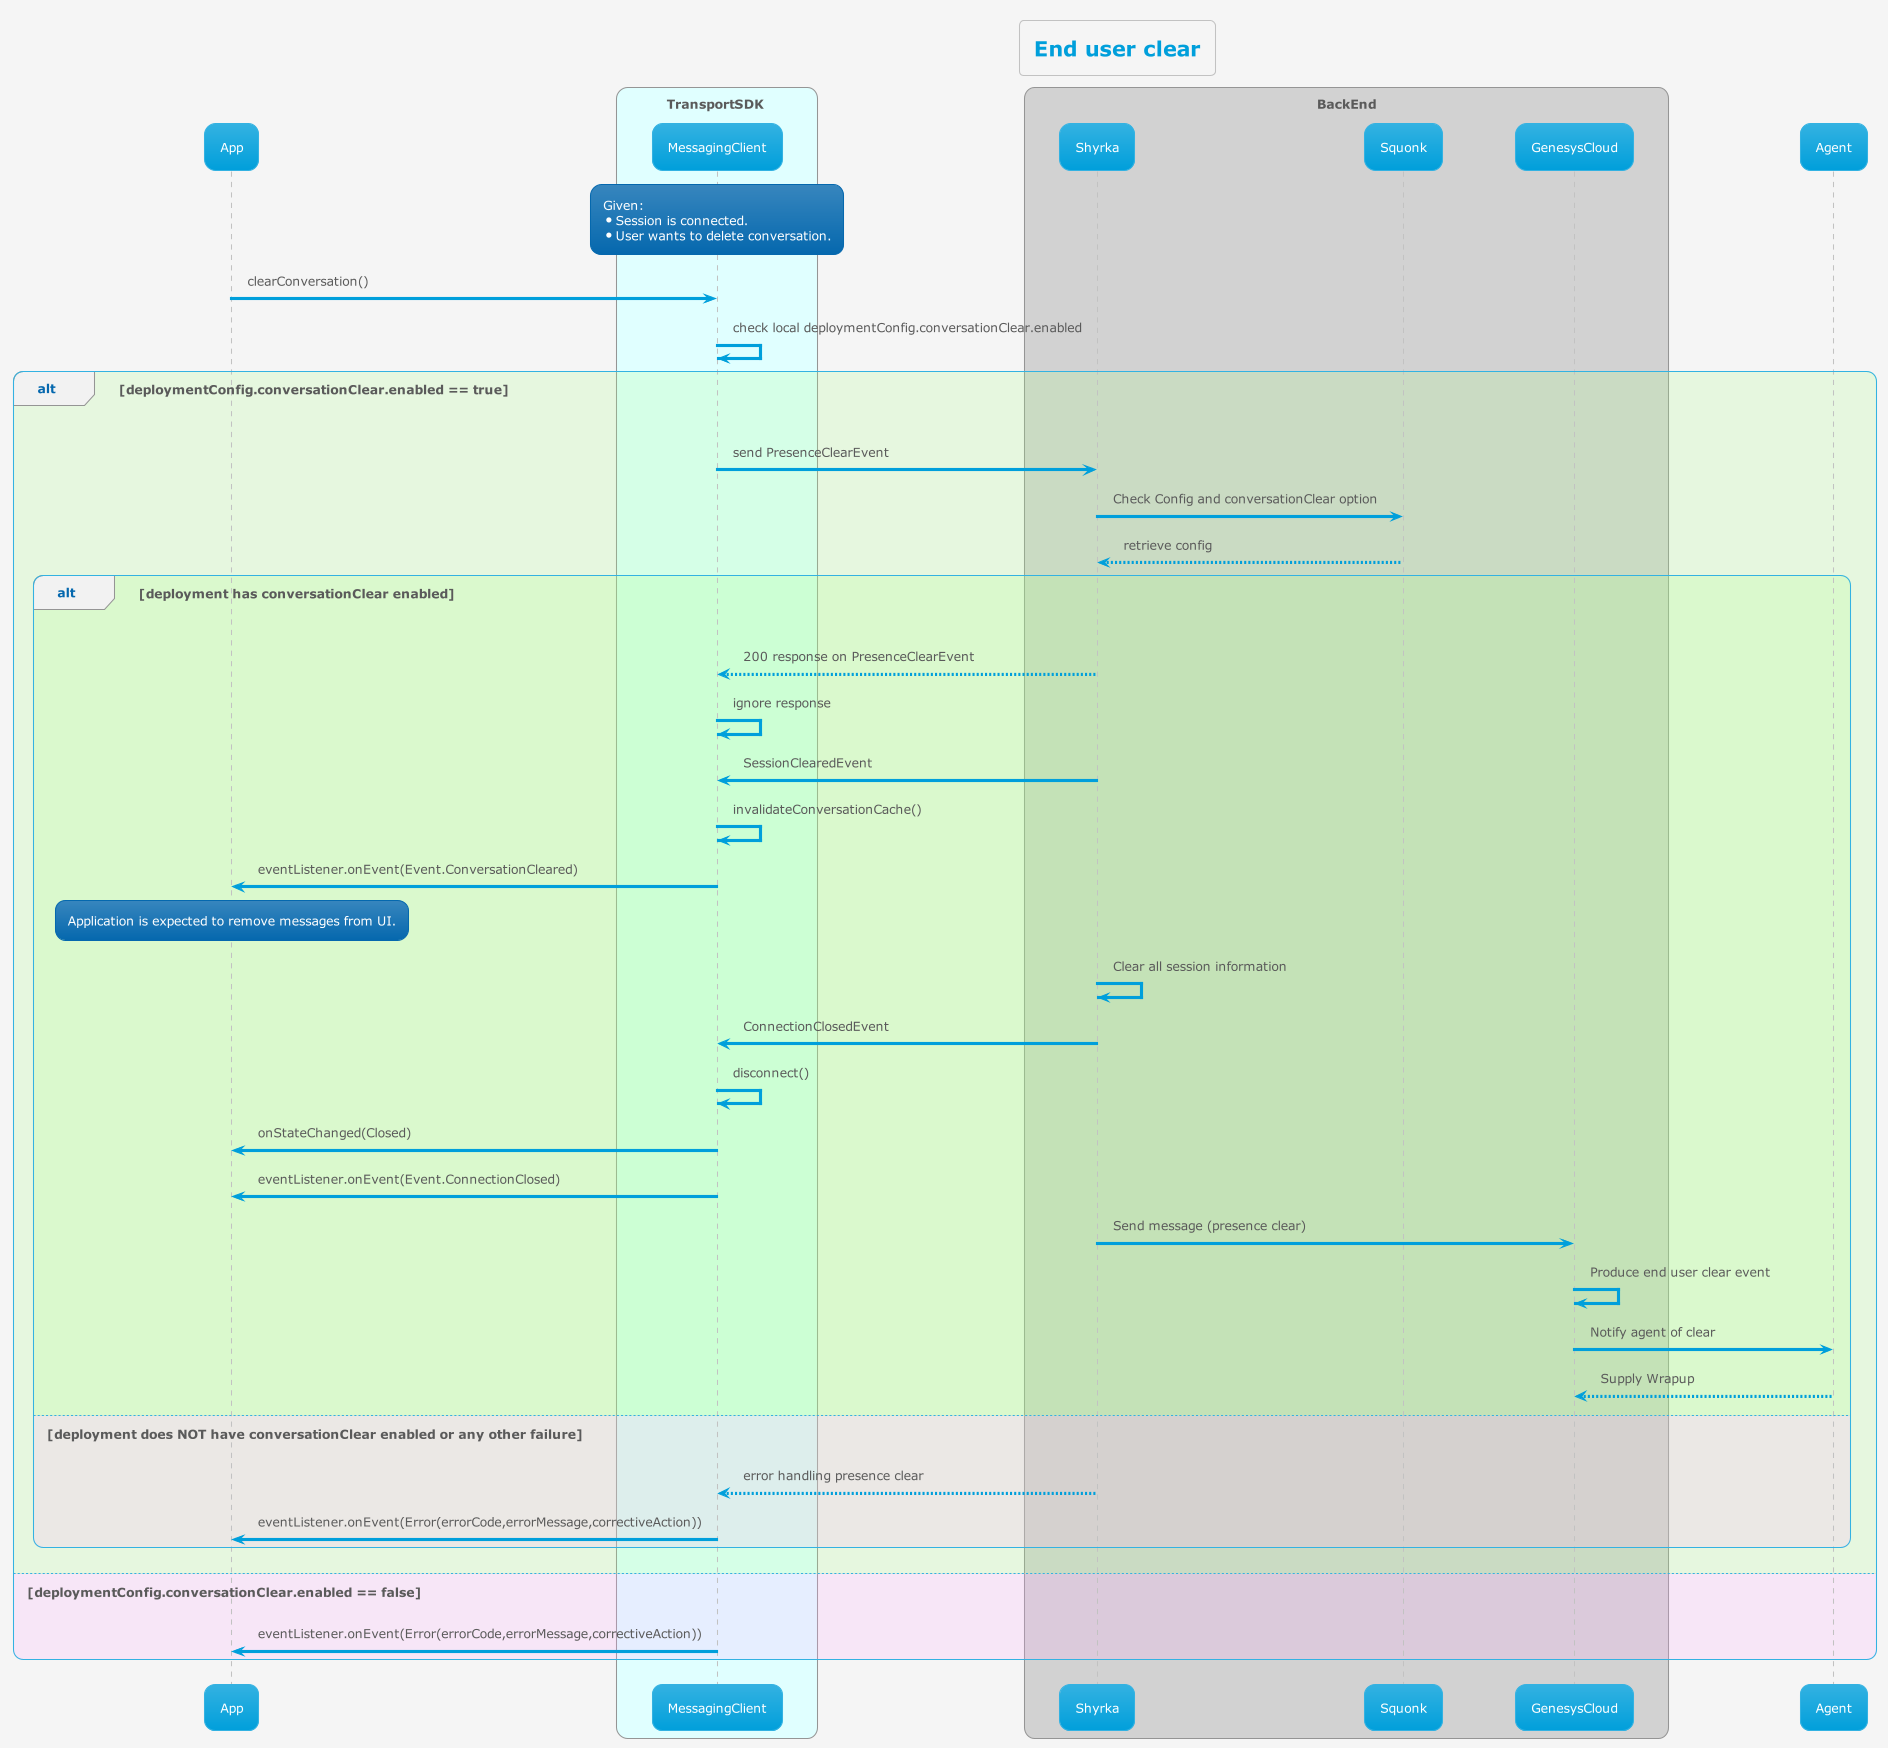 End user clear
TransportSDK
BackEnd
App
MessagingClient
Shyrka
Squonk
GenesysCloud
Agent
Given:
• Session is connected.
• User wants to delete conversation.
clearConversation()
check local deploymentConfig.conversationClear.enabled
alt
[deploymentConfig.conversationClear.enabled == true]
send PresenceClearEvent
Check Config and conversationClear option
retrieve config
alt
[deployment has conversationClear enabled]
200 response on PresenceClearEvent
ignore response
SessionClearedEvent
invalidateConversationCache()
eventListener.onEvent(Event.ConversationCleared)
Application is expected to remove messages from UI.
Clear all session information
ConnectionClosedEvent
disconnect()
onStateChanged(Closed)
eventListener.onEvent(Event.ConnectionClosed)
Send message (presence clear)
Produce end user clear event
Notify agent of clear
Supply Wrapup
[deployment does NOT have conversationClear enabled or any other failure]
error handling presence clear
eventListener.onEvent(Error(errorCode,errorMessage,correctiveAction))
[deploymentConfig.conversationClear.enabled == false]
eventListener.onEvent(Error(errorCode,errorMessage,correctiveAction))
App
MessagingClient
Shyrka
Squonk
GenesysCloud
Agent